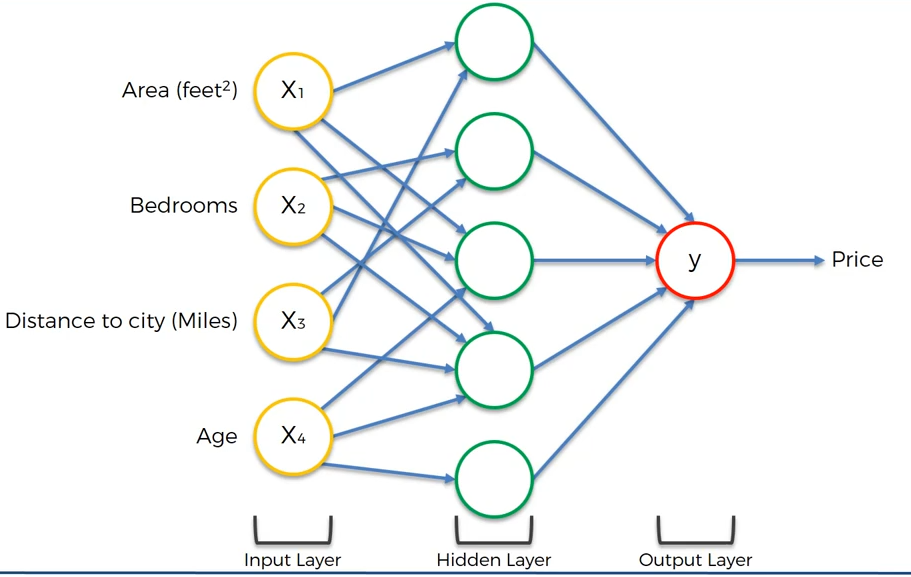 Area (feet²)
X₁
Bedrooms
X₂
Distance to city (Miles)
X₃
Age
X₄
y
Price
Input Layer
Hidden Layer
Output Layer